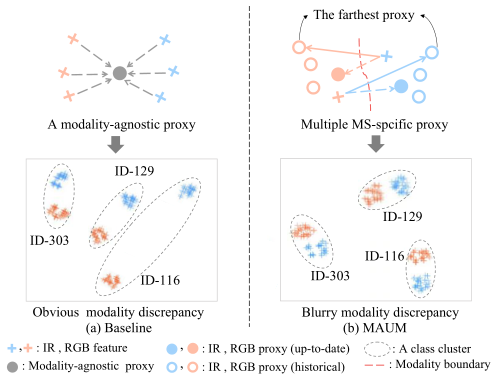 The farthest proxy
A modality-agnostic proxy
Multiple MS-spcific proxy
ID-129
ID-303
ID-116
ID-129
ID-116
ID-303
Obvious modality discrepancy
(a) Baseline
Blurry modality discrepancy
(b) MAUM
, : IR , RGB feature
, : IR , RGB proxy (up-to-date)
: A class cluster
: Modality-agnostic proxy
, : IR , RGB proxy (historical)
: Modality boundary